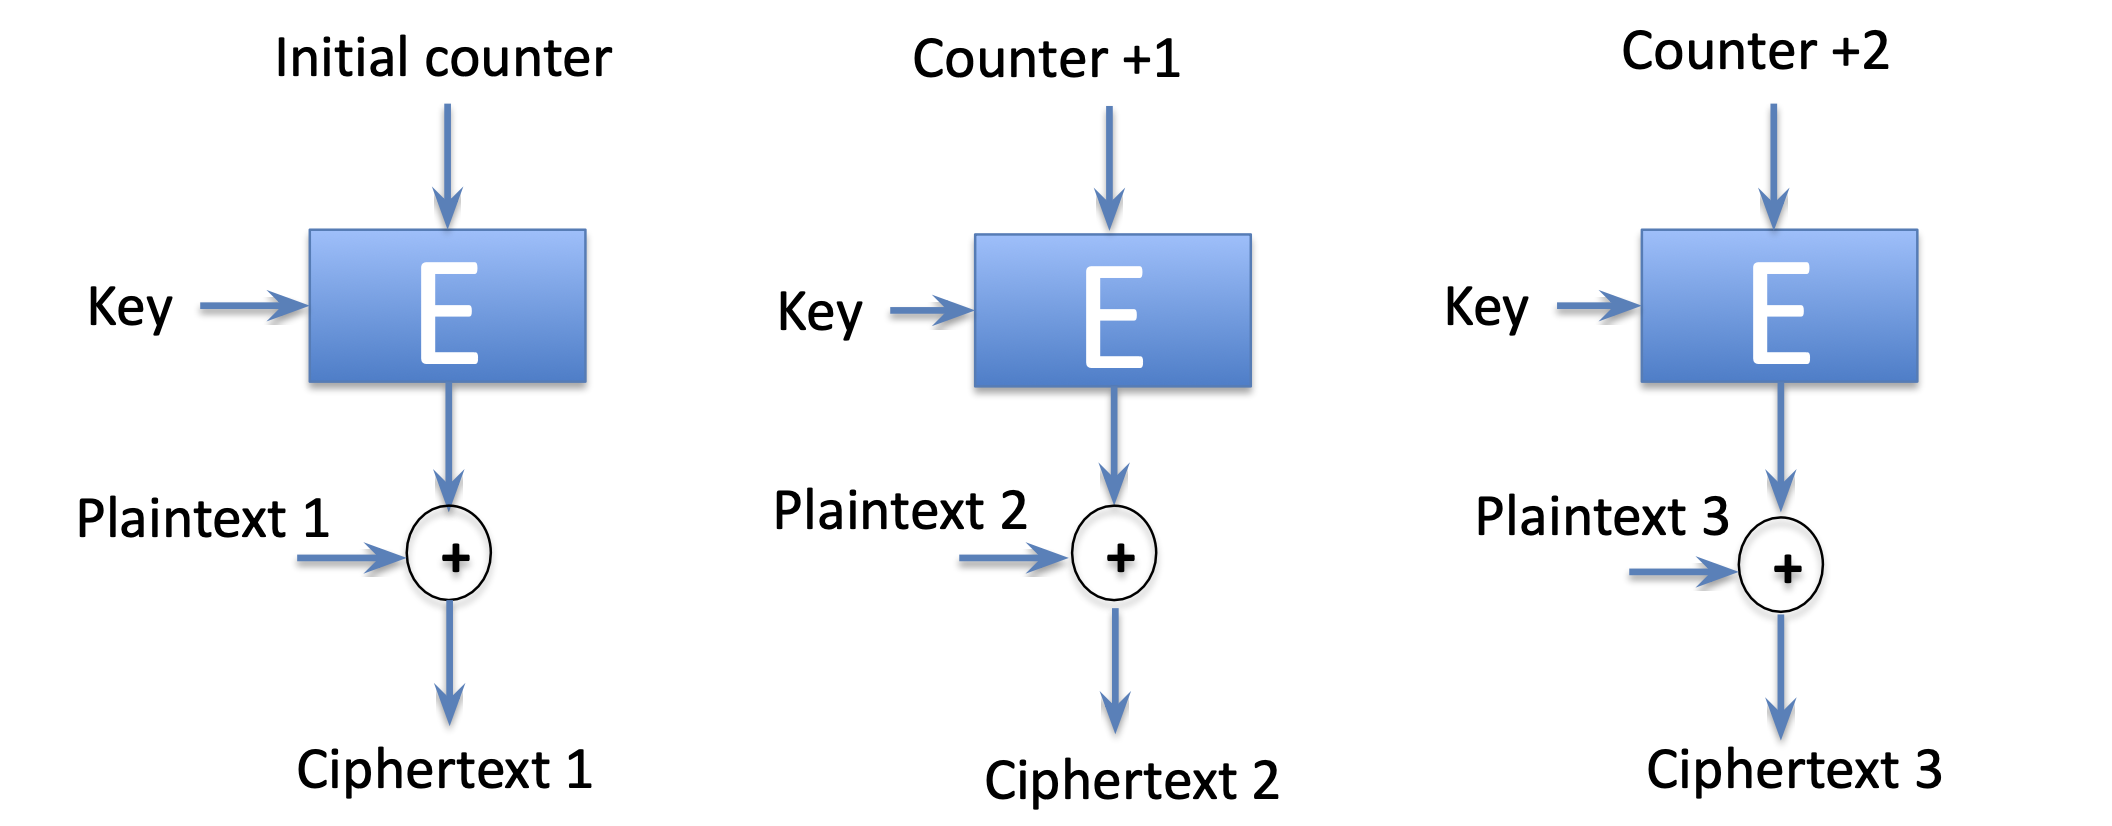 Initial counter
Counter +1
Counter +2
Key
E
Key
E
Key
E
Plaintext 1
+
Plaintext 2
+
Plaintext 3
+
Ciphertext 1
Ciphertext 2
Ciphertext 3